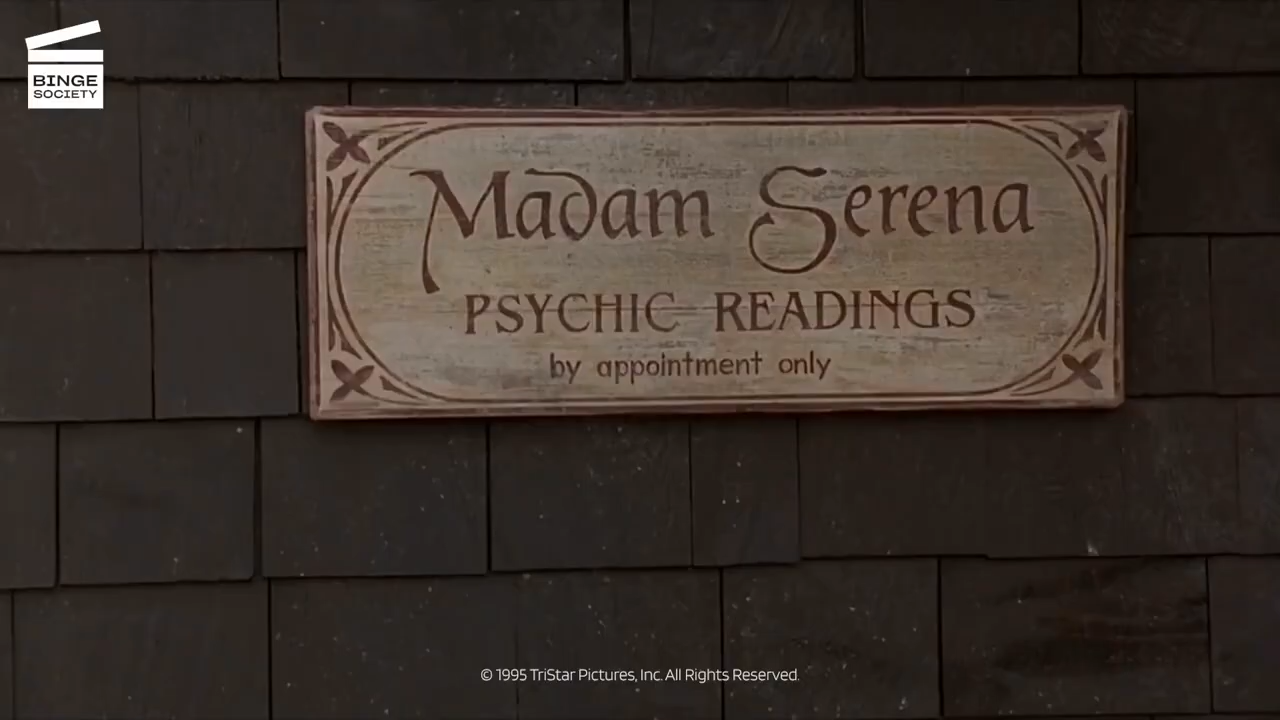 BINGE
SOCIETY
Madam Serena
PSYCHIC READINGS
by appointment only
© 1995 TriStar Pictures, Inc. All Rights Reserved.